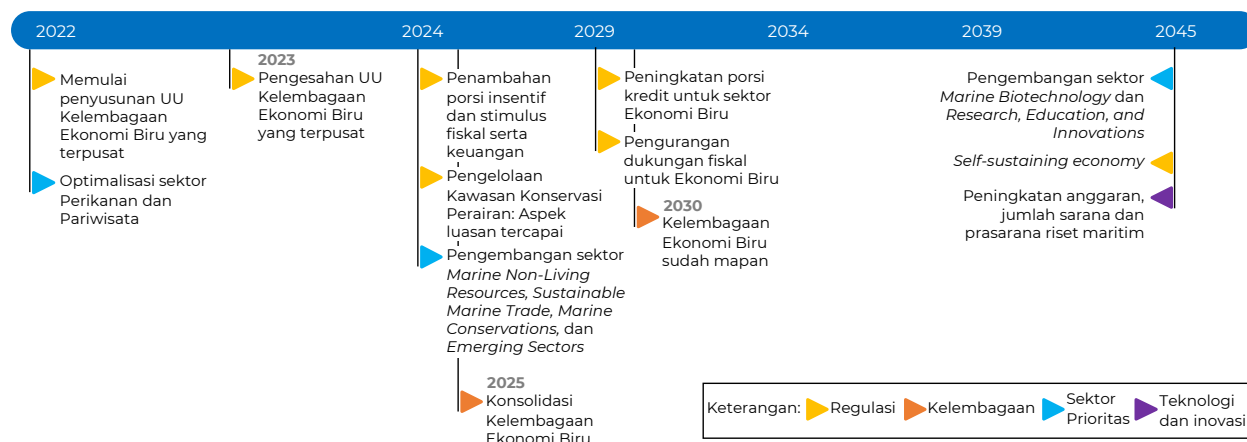 2022 2024 2029 2034 2039 2045
Memulai
penyusunan UU
Kelembagaan
Ekonomi Biru yang
terpusat
Optimalisasi sektor
Perikanan dan
Pariwisata
2023
Pengesahan UU
Kelembagaan
Ekonomi Biru
yang terpusat
Penambahan
porsi insentif
dan stimulus
fiskal serta
keuangan
Pengelolaan
Kawasan Konservasi
Perairan: Aspek
luasan tercapai
Pengembangan sektor
Marine Non-Living
Resources, Sustainable
Marine Trade, Marine
Conservations, dan
Emerging Sectors
2025
Konsolidasi
Kelembagaan
Ekonomi Biru
Peningkatan porsi
kredit untuk sektor
Ekonomi Biru
Pengurangan
dukungan fiskal
untuk Ekonomi Biru
2030
Kelembagaan
Ekonomi Biru
sudah mapan
Pengembangan sektor
Marine Biotechnology dan
Research, Education, and
Innovations
Self-sustaining economy
Peningkatan anggaran,
jumlah sarana dan
prasarana riset maritim
Keterangan: Regulasi Kelembagaan Sektor
Prioritas Teknologi
dan inovasi